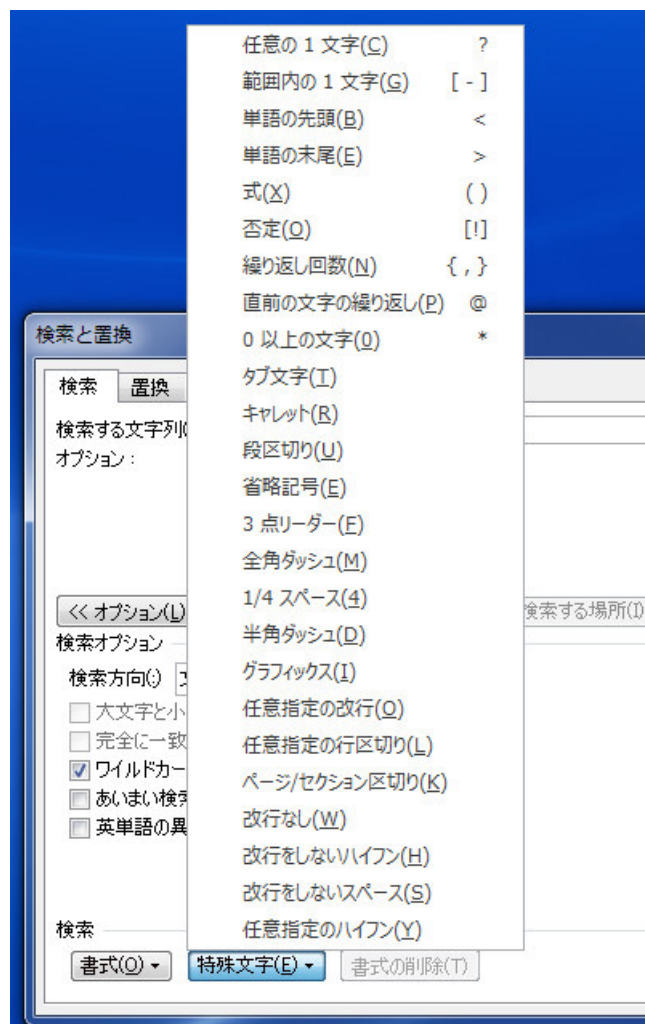 任意の 1 文字(C) ?
範囲内の 1 文字(G) [ - ]
単語の先頭(B) <
単語の末尾(E) >
式(X) ( )
否定(O) [!]
繰り返し回数(N) { , }
直前の文字の繰り返し(P) @
0 以上の文字(0) *
タブ文字(T)
キャレット(R)
段区切り(U)
省略記号(E)
3 点リーダー(F)
全角ダッシュ(M)
1/4 スペース(4)
半角ダッシュ(D)
グラフィックス(I)
任意指定の改行(O)
任意指定の行区切り(L)
ページ/セクション区切り(K)
改行なし(W)
改行をしないハイフン(H)
改行をしないスペース(S)
任意指定のハイフン(Y)
検索と置換
検索 置換
検索する文字列(
オプション :
<< オプション(L) 検索する場所(I)
検索オプション
検索方向(:)
大文字と小
完全に一致
ワイルドカー
あいまい検索
英単語の異
検索
書式(O) 特殊文字(E) 書式の削除(T)